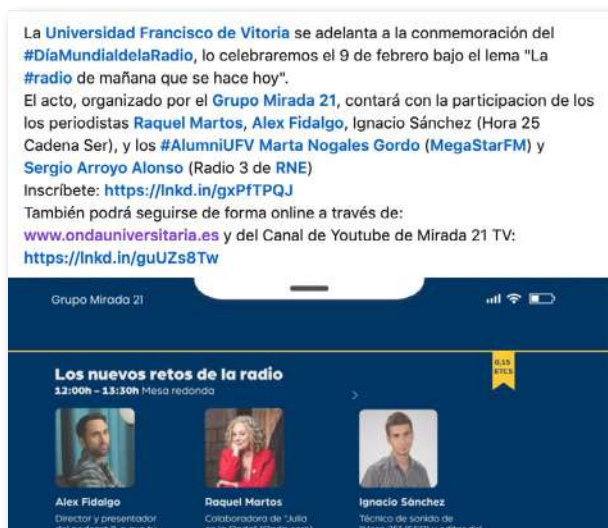 La Universidad Francisco de Vitoria se adelanta a la conmemoración del
#DíaMundialdelaRadio, lo celebraremos el 9 de febrero bajo el lema "La
#radio de mañana que se hace hoy".
El acto, organizado por el Grupo Mirada 21, contará con la participacion de los
los periodistas Raquel Martos, Alex Fidalgo, Ignacio Sánchez (Hora 25
Cadena Ser), y los #AlumniUFV Marta Nogales Gordo (MegaStarFM) y
Sergio Arroyo Alonso (Radio 3 de RNE)
Inscríbete: https://lnkd.in/gxPfTPQJ
También podrá seguirse de forma online a través de:
www.ondauniversitaria.es y del Canal de Youtube de Mirada 21 TV:
https://lnkd.in/guUZs8Tw
Grupo Mirada 21
Los nuevos retos de la radio
0,15
ETCS
12:00h - 13:30h Mesa redonda
Alex Fidalgo
Raquel Martos
Ignacio Sánchez
Director y presentador
Colaboradora de "Julia
Técnico de sonido de